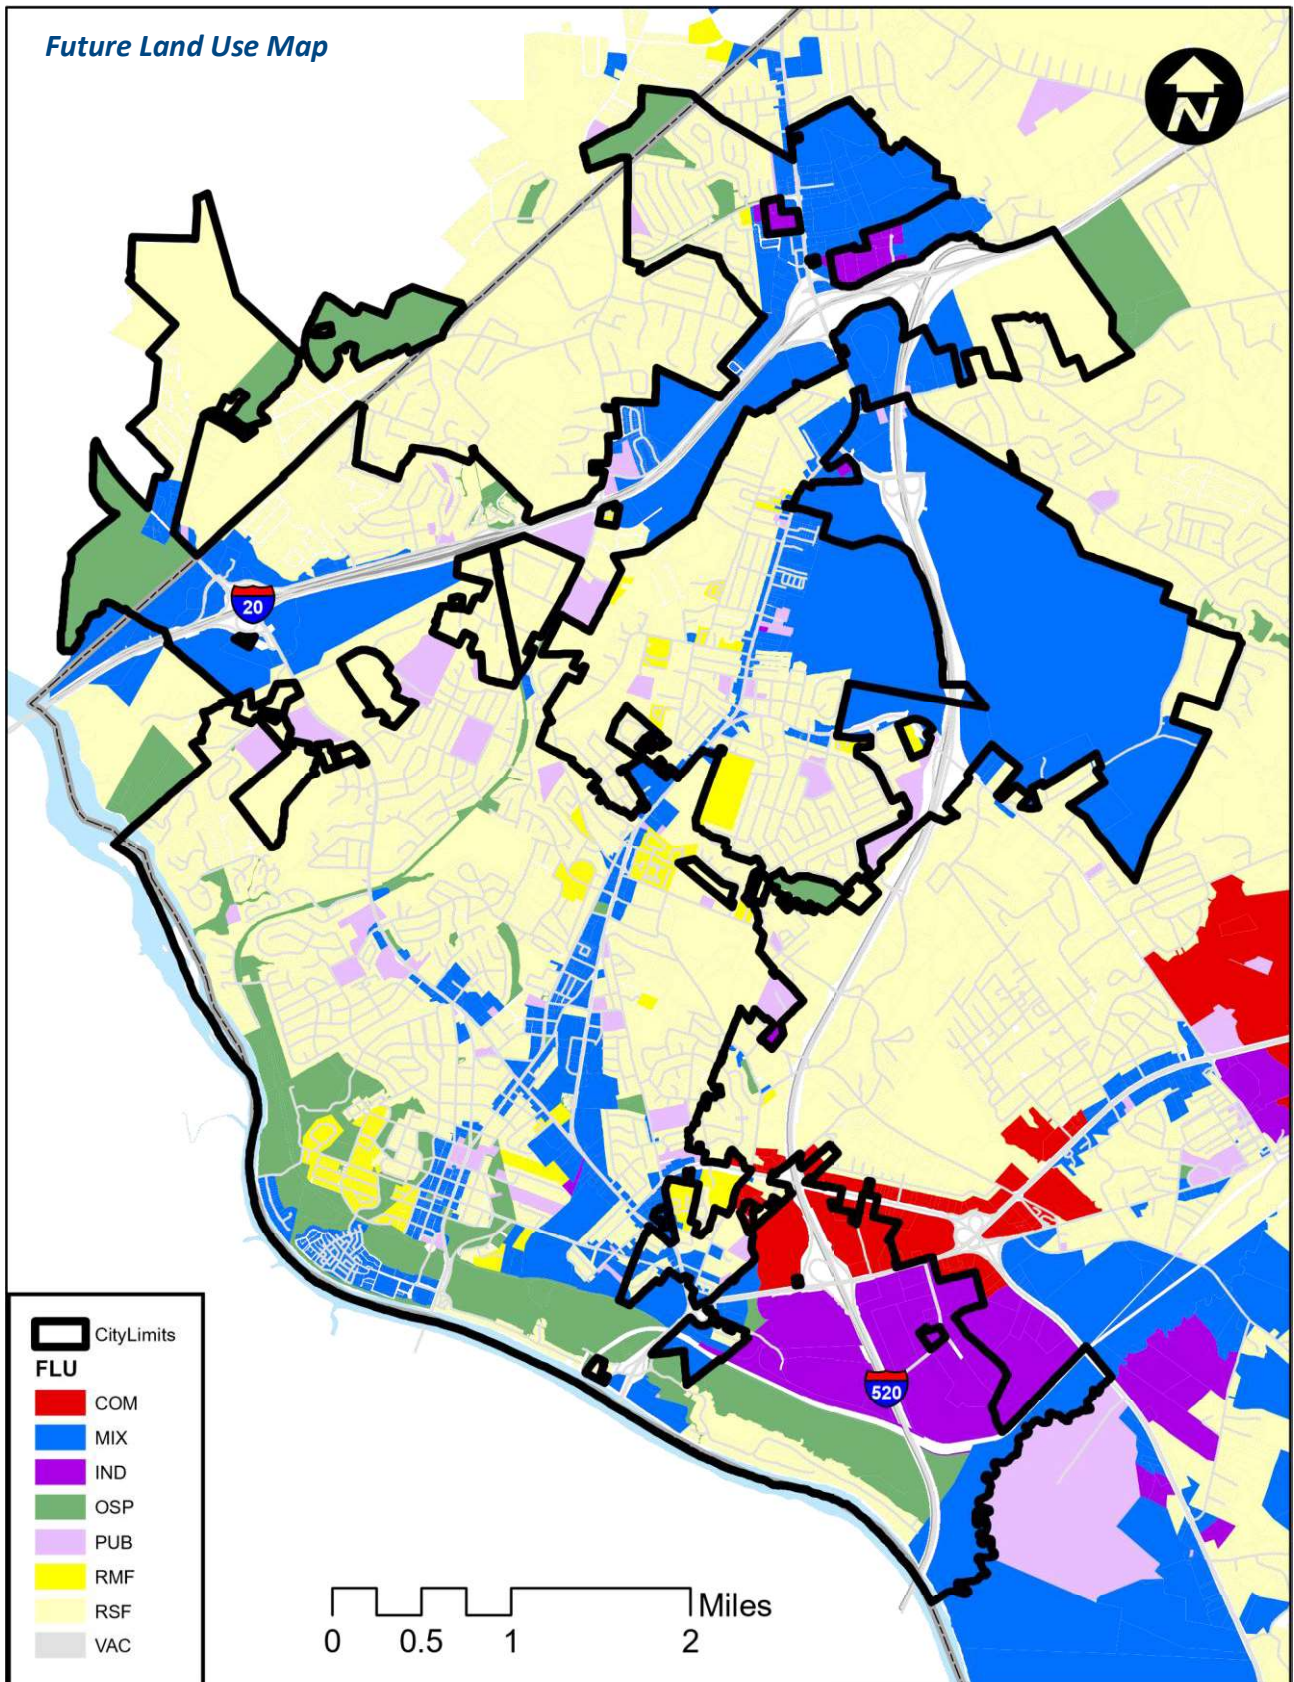 Future Land Use Map
N
20
CityLimits
FLU
COM
MIX
IND
OSP
PUB
RMF
RSF
VAC
520
Miles
0 0.5 1 2